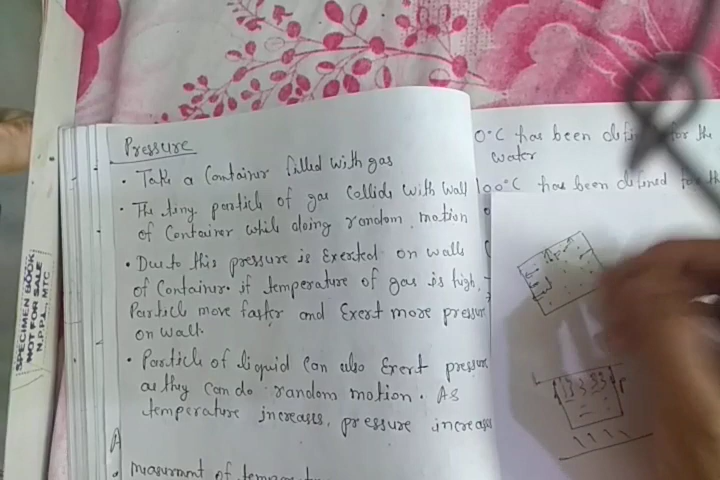 Pressure
• Take a Container filled with gas
• The tiny particle of gas Collide with wall
of Container while doing random motion
• Due to this pressure is Exerted on walls
of Container. if temperature of gas is high,
Particle move faster and Exert more pressure
on wall.
• Particle of liquid Can also Exert pressure
as they Can do random motion. As
temperature increases, pressure increases
A
• measurment of
0°C has been for the
water
100°C has been defined
SPECIMEN BOOK
NOT FOR SALE
N.P.P.A., MTC